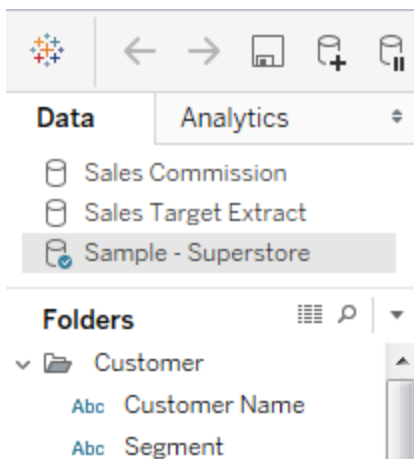 Data Analytics
Sales Commission
Sales Target Extract
Sample - Superstore
Folders
Customer
Abc Customer Name
Abc Segment